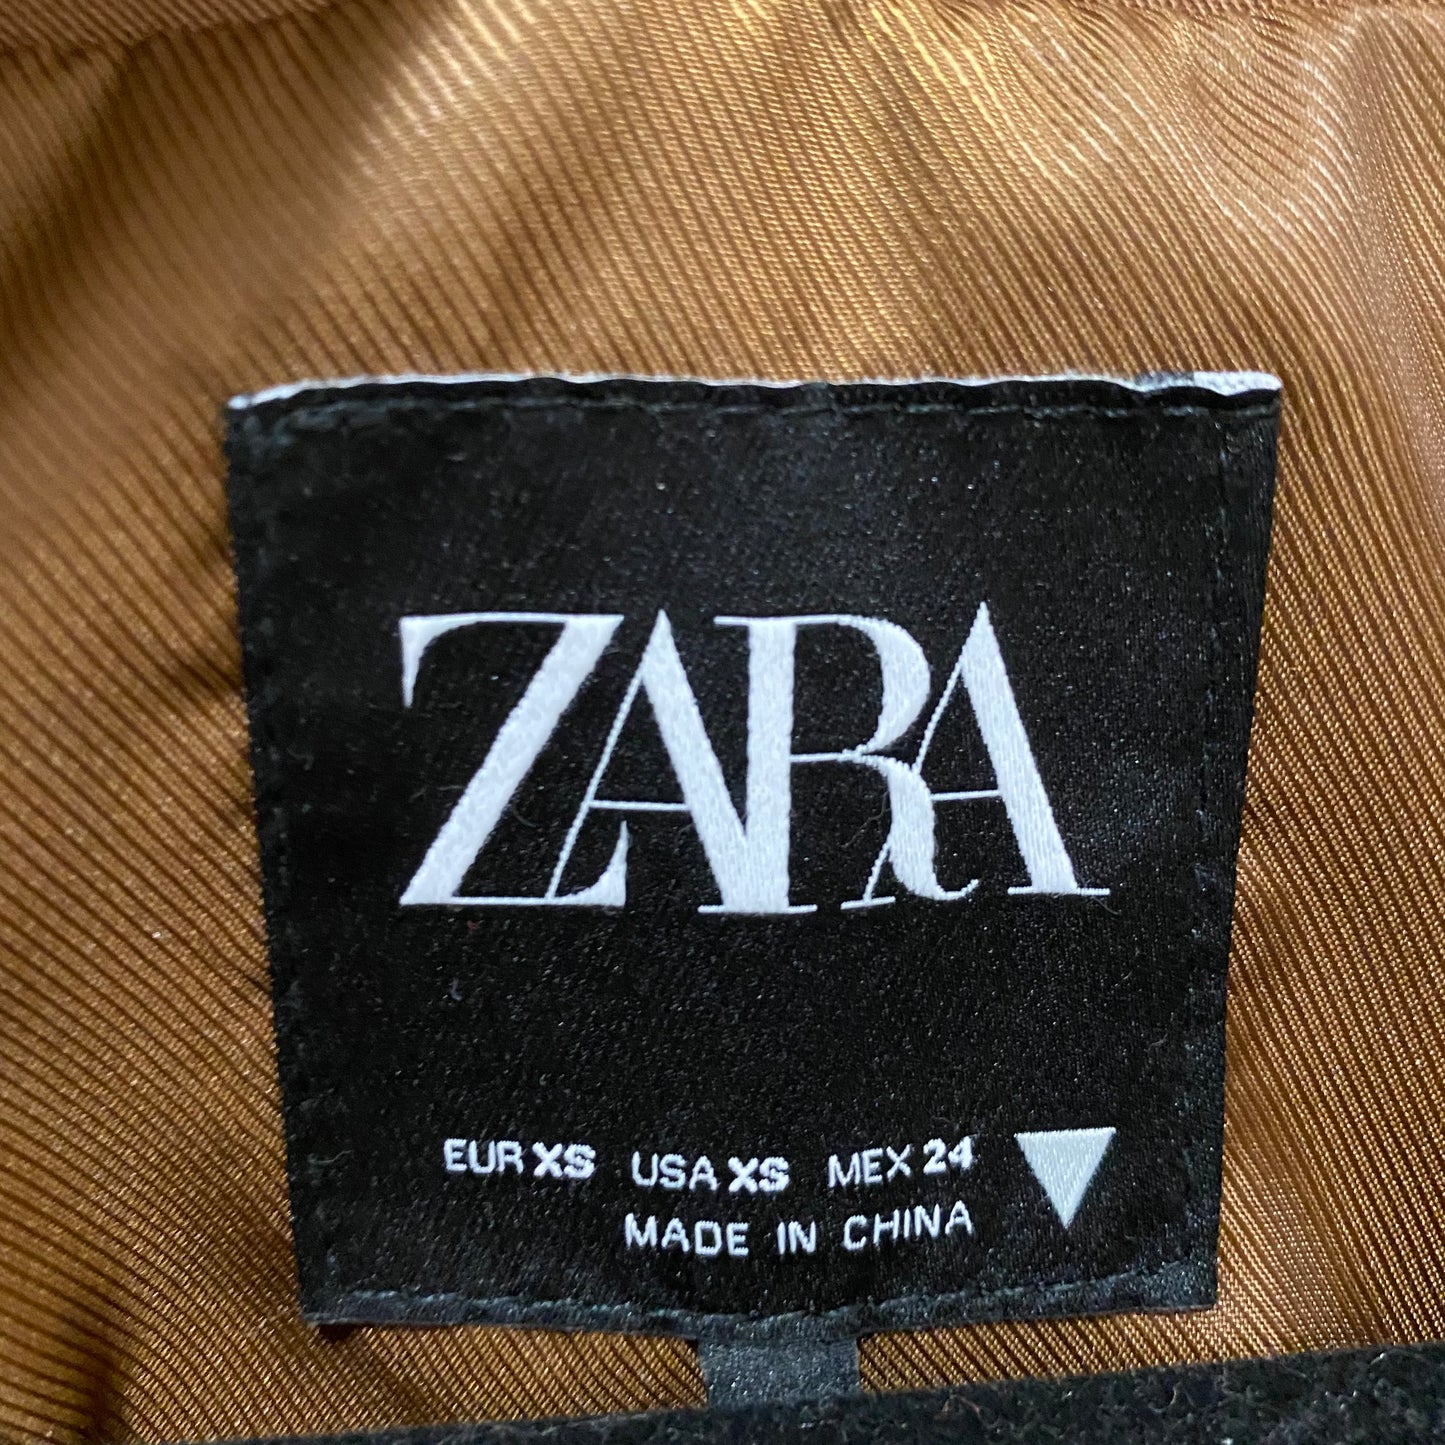 ZARA
EUR XS USA XS MEX 24
MADE IN CHINA